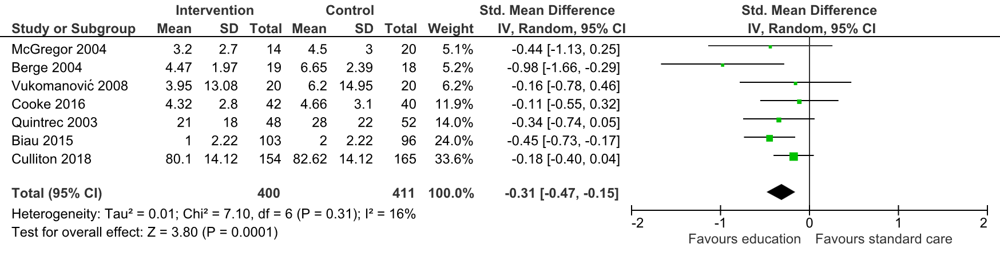 Intervention Control Std. Mean Difference Std. Mean Difference
Study or Subgroup Mean SD Total Mean SD Total Weight IV, Random, 95% CI IV, Random, 95% CI
McGregor 2004 3.2 2.7 14 4.5 3 20 5.1% -0.44 [-1.13, 0.25]
Berge 2004 4.47 1.97 19 6.65 2.39 18 5.2% -0.98 [-1.66, -0.29]
Vukomanović 2008 3.95 13.08 20 6.2 14.95 20 6.2% -0.16 [-0.78, 0.46]
Cooke 2016 4.32 2.8 42 4.66 3.1 40 11.9% -0.11 [-0.55, 0.32]
Quintrec 2003 21 18 48 28 22 52 14.0% -0.34 [-0.74, 0.05]
Biau 2015 1 2.22 103 2 2.22 96 24.0% -0.45 [-0.73, -0.17]
Culliton 2018 80.1 14.12 154 82.62 14.12 165 33.6% -0.18 [-0.40, 0.04]
Total (95% CI) 400 411 100.0% -0.31 [-0.47, -0.15]
Heterogeneity: Tau² = 0.01; Chi² = 7.10, df = 6 (P = 0.31); I² = 16%
Test for overall effect: Z = 3.80 (P = 0.0001)
-2 -1 0 1 2
Favours education Favours standard care